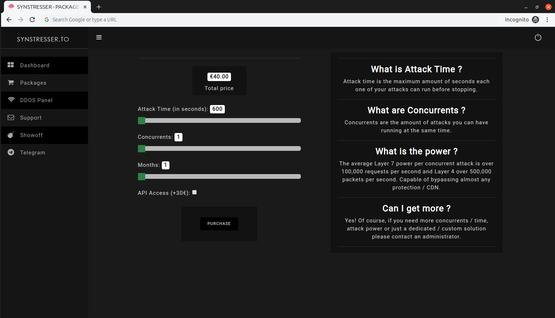 SYNSTRESSER - PACKAG
Search Google or type a URL
Incognito
SYNSTRESSER.TO
Dashboard
Packages
DDOS Panel
Support
Showoff
Telegram
€40.00
Total price
Attack Time (in seconds): 600
Concurrents: 1
Months: 1
API Access (+30€):
PURCHASE
What is Attack Time ?
Attack time is the maximum amount of seconds each
one of your attacks can run before stopping.
What are Concurrents ?
Concurrents are the amount of attacks you can have
running at the same time.
What is the power ?
The average Layer 7 power per concurrent attack is over
100,000 requests per second and Layer 4 over 500,000
packets per second. Capable of bypassing almost any
protection / CDN.
Can I get more ?
Yes! Of course, if you need more concurrents / time,
attack power or just a dedicated / custom solution
please contact an administrator.